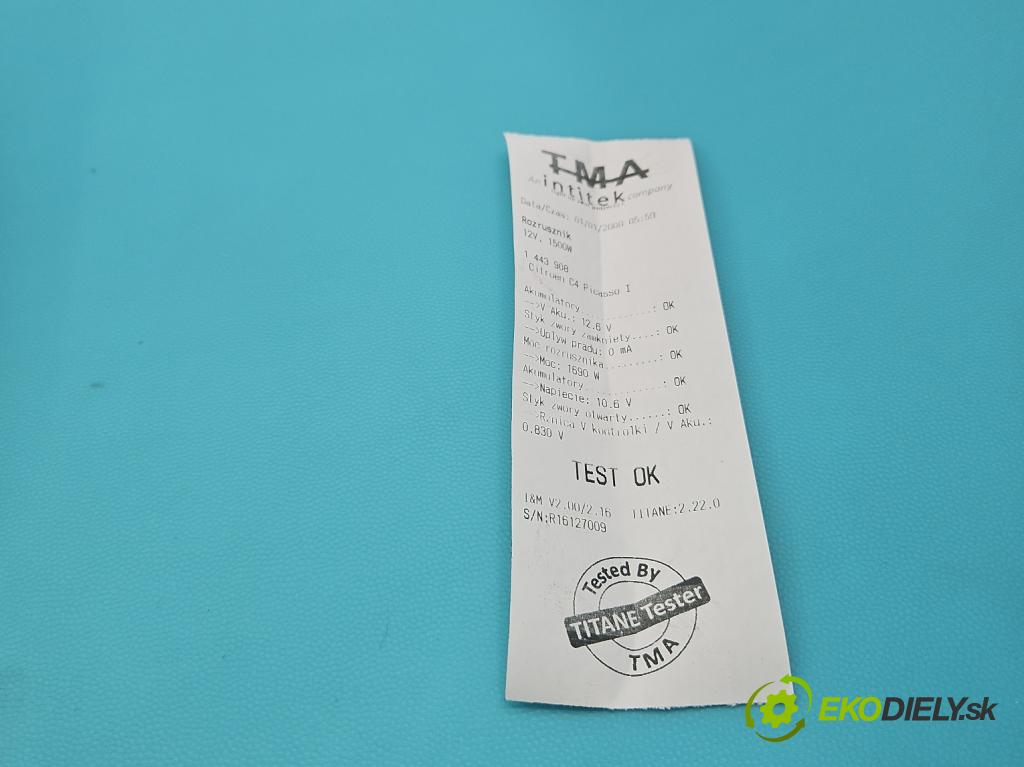 TMA
An intitek company
Data/Czas: 01/01/2000 05:59
Rozrusznik
12V, 1500W
1 443 908
Citroen C4 Picasso I
Akumulatory............: OK
-->V Aku.: 12.6 V
Styk zwory zamkniety....: OK
-->Uplyw pradu: 0 mA
Moc rozrusznika.........: OK
-->Moc: 1690 W
Akumulatory.............: OK
-->Napiecie: 10.6 V
Styk zwory otwarty......: OK
-->Rznica V kontrolki / V Aku.:
0.830 V
TEST OK
I&M V2.00/2.16 TITANE:2.22.0
S/N:R16127009
Tested By
TITANE Tester
TMA
EKODIELY.sk